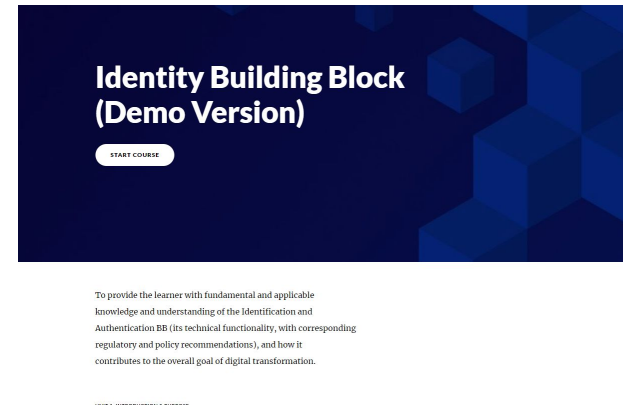 Identity Building Block
(Demo Version)
START COURSE
To provide the learner with fundamental and applicable
knowledge and understanding of the Identification and
Authentication BB (its technical functionality, with corresponding
regulatory and policy recommendations), and how it
contributes to the overall goal of digital transformation.